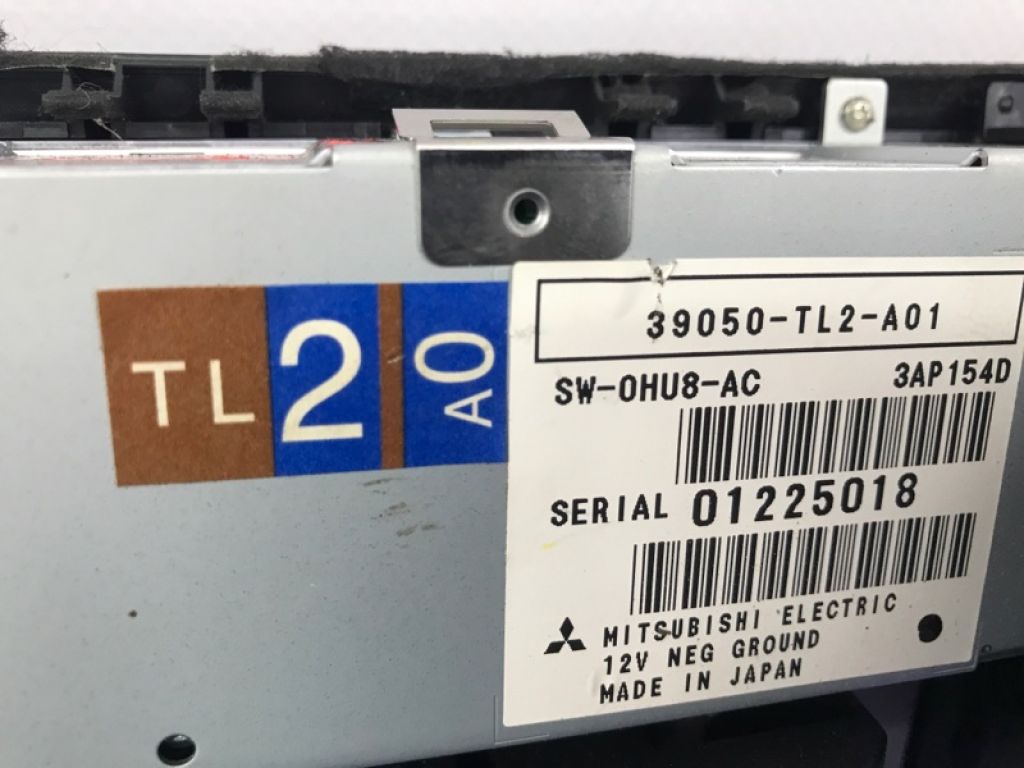 TL 2 A0
39050-TL2-A01
SW-0HU8-AC 3AP154D
SERIAL 01225018
MITSUBISHI ELECTRIC
12V NEG GROUND
MADE IN JAPAN